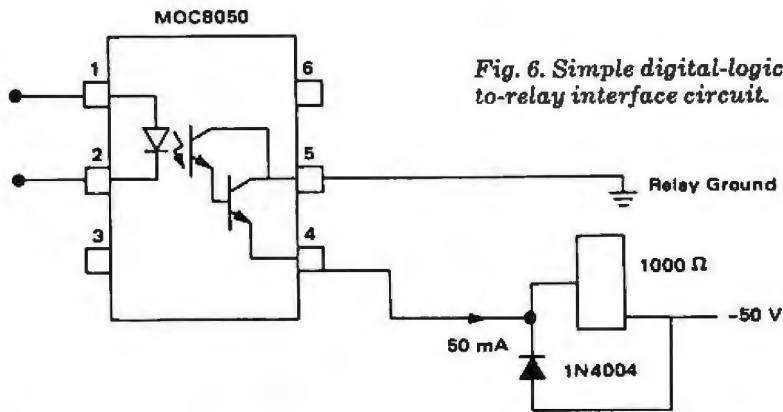 MOC8050
1
6
Fig. 6. Simple digital-logic
to-relay interface circuit.
2
5
Relay Ground
3
4
1000 Ω
-50 V
50 mA
1N4004